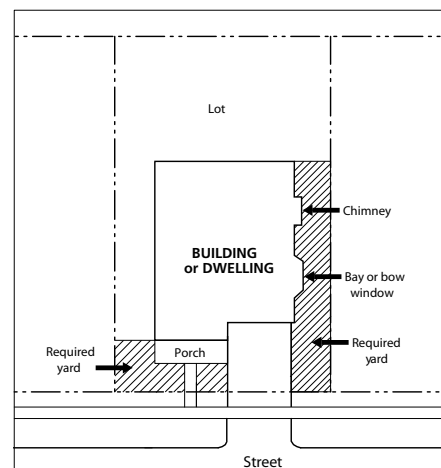 Lot
Chimney
BUILDING
or DWELLING
Bay or bow
window
Required
yard
Porch
Required
yard
Street